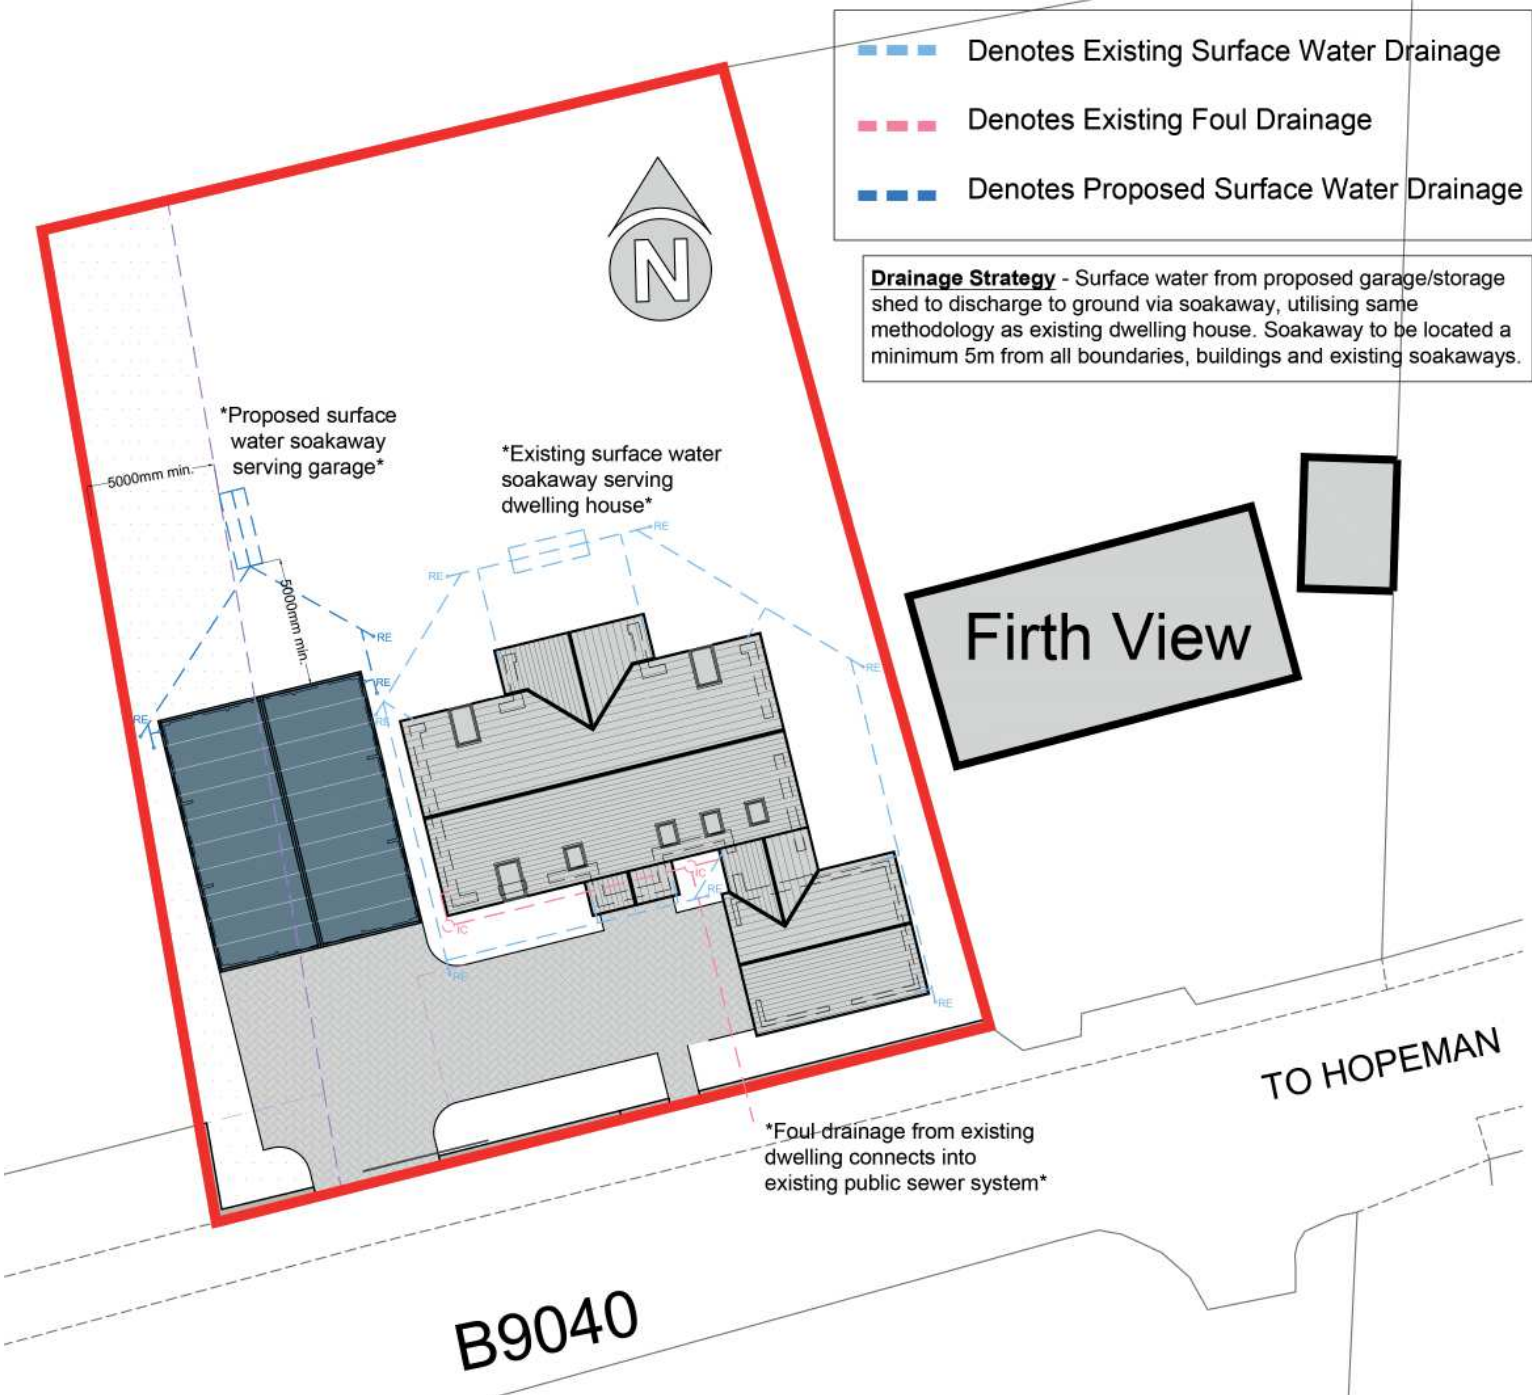 Denotes Existing Surface Water Drainage
Denotes Existing Foul Drainage
Denotes Proposed Surface Water Drainage
Drainage Strategy - Surface water from proposed garage/storage
shed to discharge to ground via soakaway, utilising same
methodology as existing dwelling house. Soakaway to be located a
minimum 5m from all boundaries, buildings and existing soakaways.
N
*Proposed surface
water soakaway
serving garage*
5000mm min.
*Existing surface water
soakaway serving
dwelling house*
RE
RE
5000mm min.
RE
RE
RE
RE
RE
Firth View
IC
RE
IC
RE
RE
TO HOPEMAN
*Foul drainage from existing
dwelling connects into
existing public sewer system*
B9040